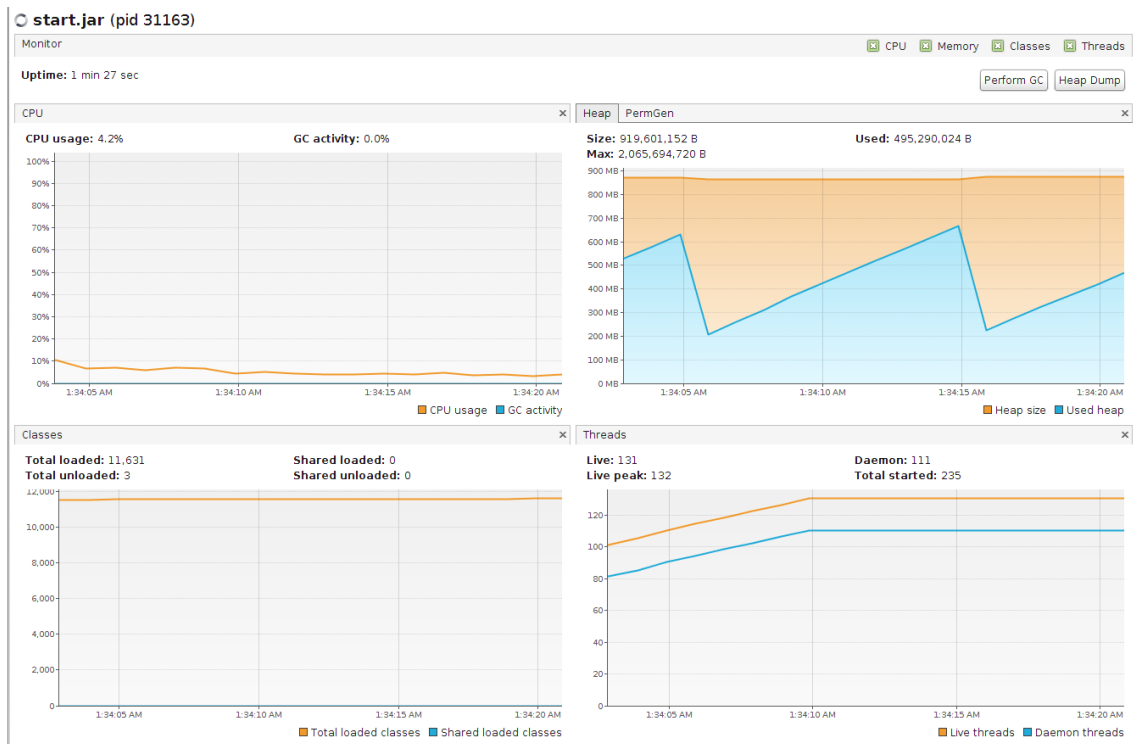 start.jar (pid 31163)
Monitor
CPU Memory Classes Threads
Uptime: 1 min 27 sec
Perform GC Heap Dump
CPU
CPU usage: 4.2% GC activity: 0.0%
100%
90%
80%
70%
60%
50%
40%
30%
20%
10%
0%
1:34:05 AM 1:34:10 AM 1:34:15 AM 1:34:20 AM
CPU usage GC activity
Heap PermGen
Size: 919,601,152 B Used: 495,290,024 B
Max: 2,065,694,720 B
900 MB
800 MB
700 MB
600 MB
500 MB
400 MB
300 MB
200 MB
100 MB
0 MB
1:34:05 AM 1:34:10 AM 1:34:15 AM 1:34:20 AM
Heap size Used heap
Classes
Total loaded: 11,631 Shared loaded: 0
Total unloaded: 3 Shared unloaded: 0
12,000
10,000
8,000
6,000
4,000
2,000
0
1:34:05 AM 1:34:10 AM 1:34:15 AM 1:34:20 AM
Total loaded classes Shared loaded classes
Threads
Live: 131 Daemon: 111
Live peak: 132 Total started: 235
120
100
80
60
40
20
0
1:34:05 AM 1:34:10 AM 1:34:15 AM 1:34:20 AM
Live threads Daemon threads